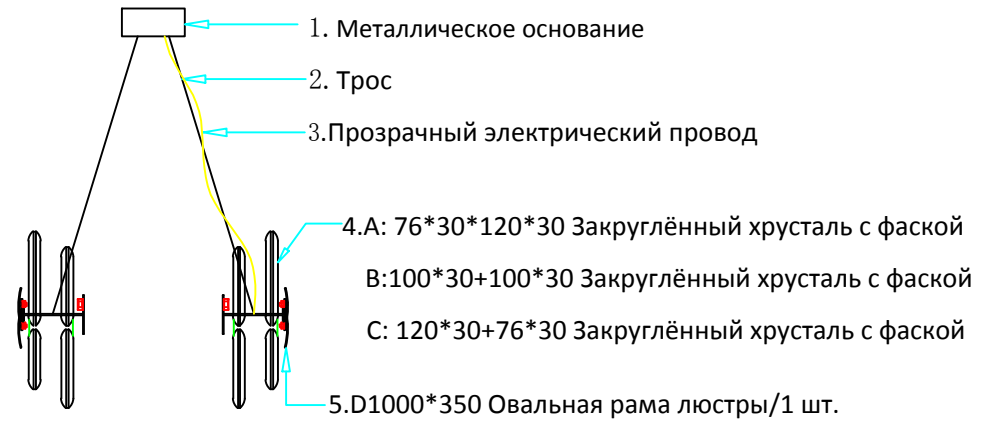 1. Металлическое основание
2. Трос
3.Прозрачный электрический провод
4.A: 76*30*120*30 Закруглённый хрусталь с фаской
B:100*30+100*30 Закруглённый хрусталь с фаской
C: 120*30+76*30 Закруглённый хрусталь с фаской
5.D1000*350 Овальная рама люстры/1 шт.